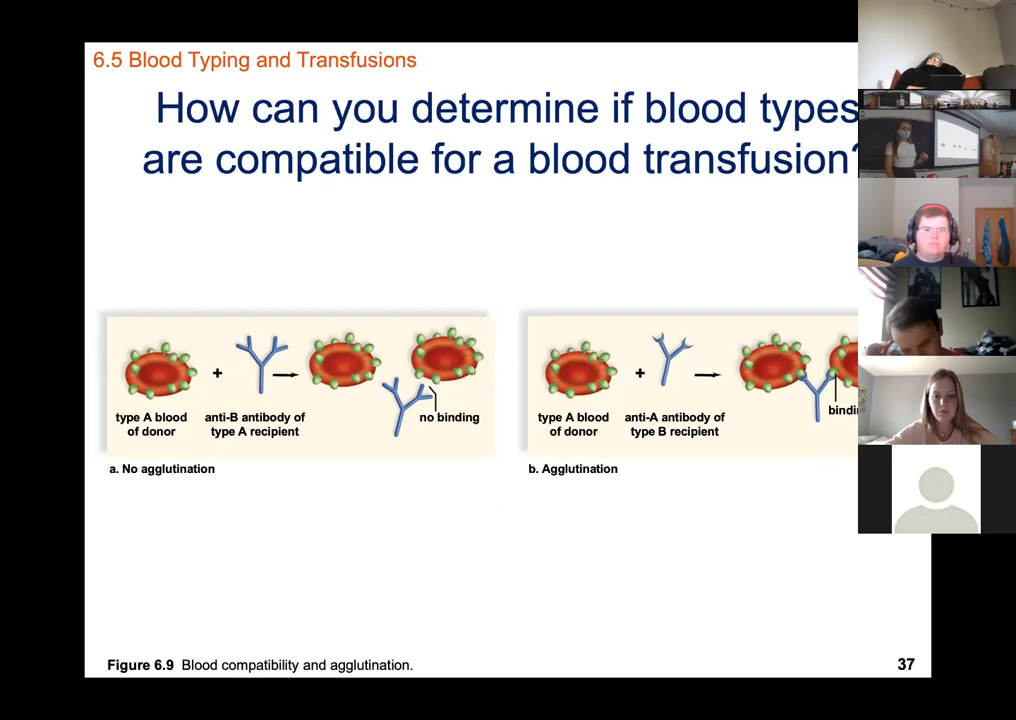 6.5 Blood Typing and Transfusions
How can you determine if blood types
are compatible for a blood transfusion?
+
type A blood
of donor
anti-B antibody of
type A recipient
no binding
a. No agglutination
+
type A blood
of donor
anti-A antibody of
type B recipient
b. Agglutination
Figure 6.9 Blood compatibility and agglutination.
37